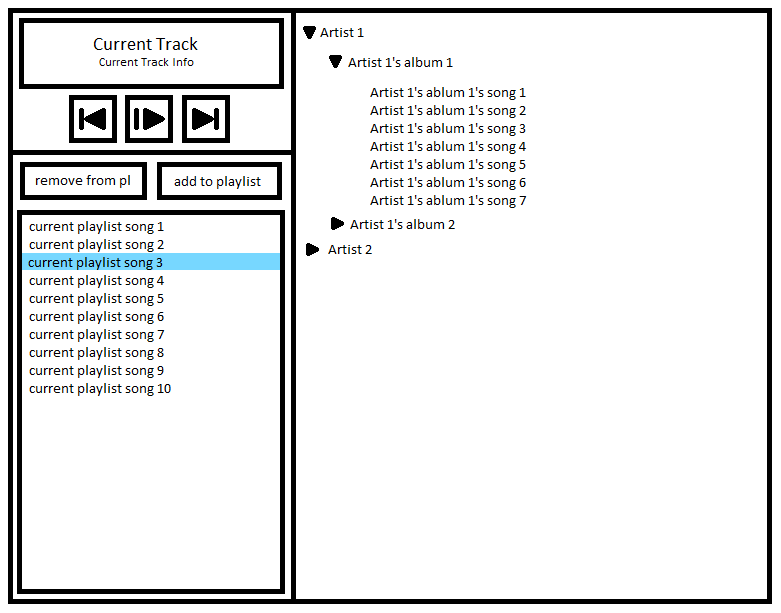 Current Track
Current Track Info
remove from pl
add to playlist
current playlist song 1
current playlist song 2
current playlist song 3
current playlist song 4
current playlist song 5
current playlist song 6
current playlist song 7
current playlist song 8
current playlist song 9
current playlist song 10
Artist 1
Artist 1's album 1
Artist 1's ablum 1's song 1
Artist 1's ablum 1's song 2
Artist 1's ablum 1's song 3
Artist 1's ablum 1's song 4
Artist 1's ablum 1's song 5
Artist 1's ablum 1's song 6
Artist 1's ablum 1's song 7
Artist 1's album 2
Artist 2